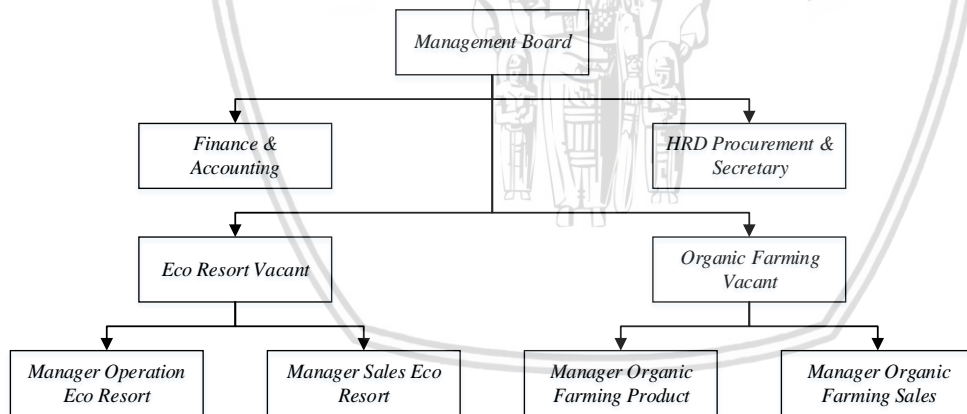 Management Board
Finance &
Accounting
HRD Procurement &
Secretary
Eco Resort Vacant
Organic Farming
Vacant
Manager Operation
Eco Resort
Manager Sales Eco
Resort
Manager Organic
Farming Product
Manager Organic
Farming Sales